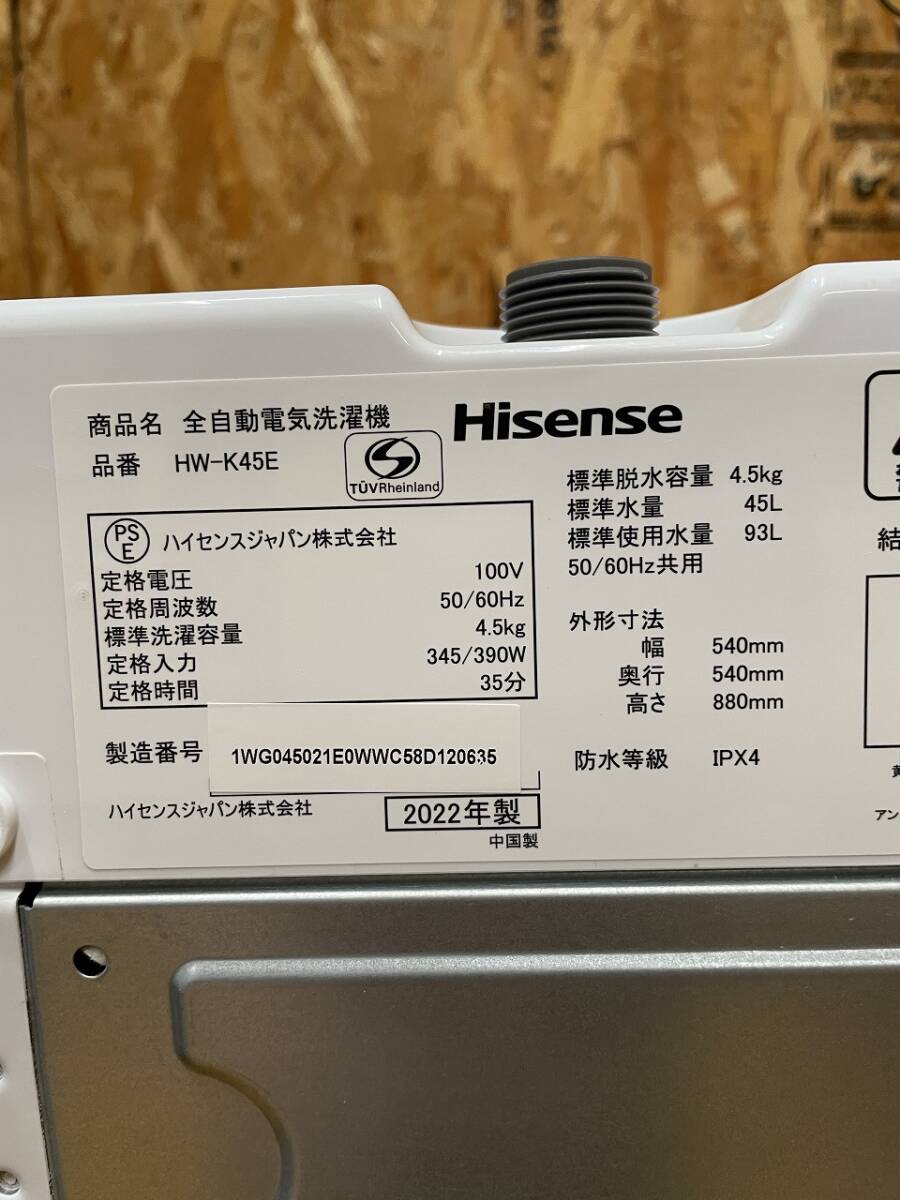 商品名 全自動電気洗濯機
Hisense
品番 HW-K45E
TÜVRheinland
PSE ハイセンスジャパン株式会社
定格電圧 100V
定格周波数 50/60Hz
標準洗濯容量 4.5kg
定格入力 345/390W
定格時間 35分
製造番号 1WG045021E0WWC58D120635
ハイセンスジャパン株式会社 2022年製
中国製
標準脱水容量 4.5kg
標準水量 45L
標準使用水量 93L
50/60Hz共用
外形寸法
幅 540mm
奥行 540mm
高さ 880mm
防水等級 IPX4
結
アン